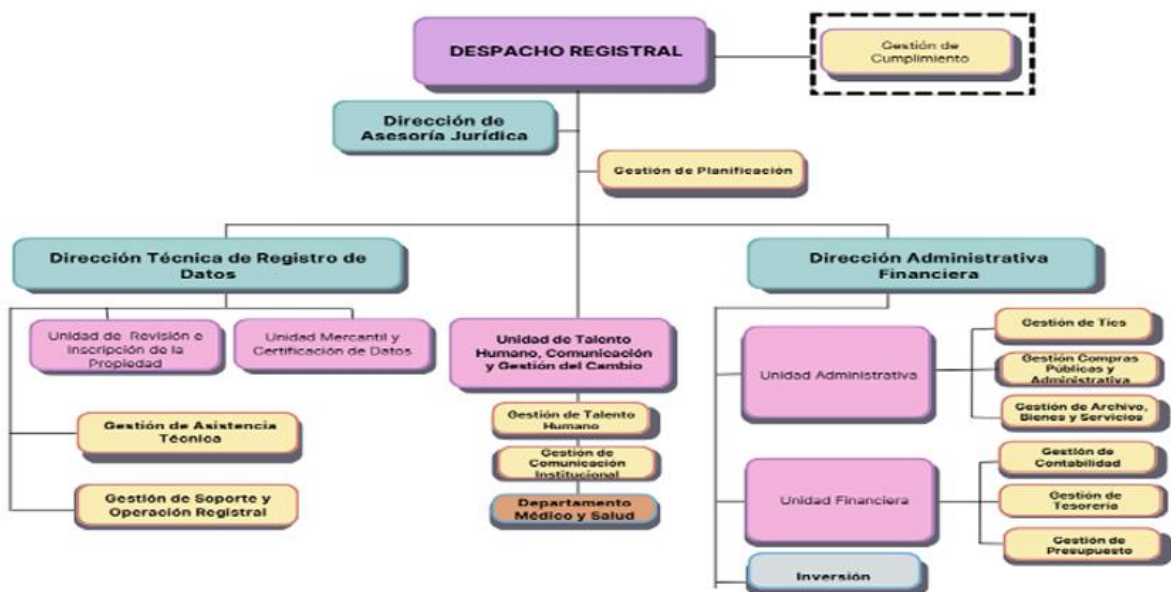 DESPACHO REGISTRAL
Gestión de
Cumplimiento
Dirección de
Asesoría Jurídica
Gestión de Planificación
Dirección Técnica de Registro de
Datos
Dirección Administrativa
Financiera
Unidad de Revisión e
Inscripción de la
Propiedad
Unidad Mercantil y
Certificación de Datos
Gestión de Asistencia
Técnica
Gestión de Soporte y
Operación Registral
Unidad de Talento
Humano, Comunicación
y Gestión del Cambio
Gestión de Talento
Humano
Gestión de
Comunicación
Institucional
Departamento
Médico y Salud
Unidad Administrativa
Gestión de Tics
Gestión Compras
Públicas y
Administrativa
Gestión de Archivo,
Bienes y Servicios
Unidad Financiera
Gestión de
Contabilidad
Gestión de
Tesorería
Gestión de
Presupuesto
Inversión